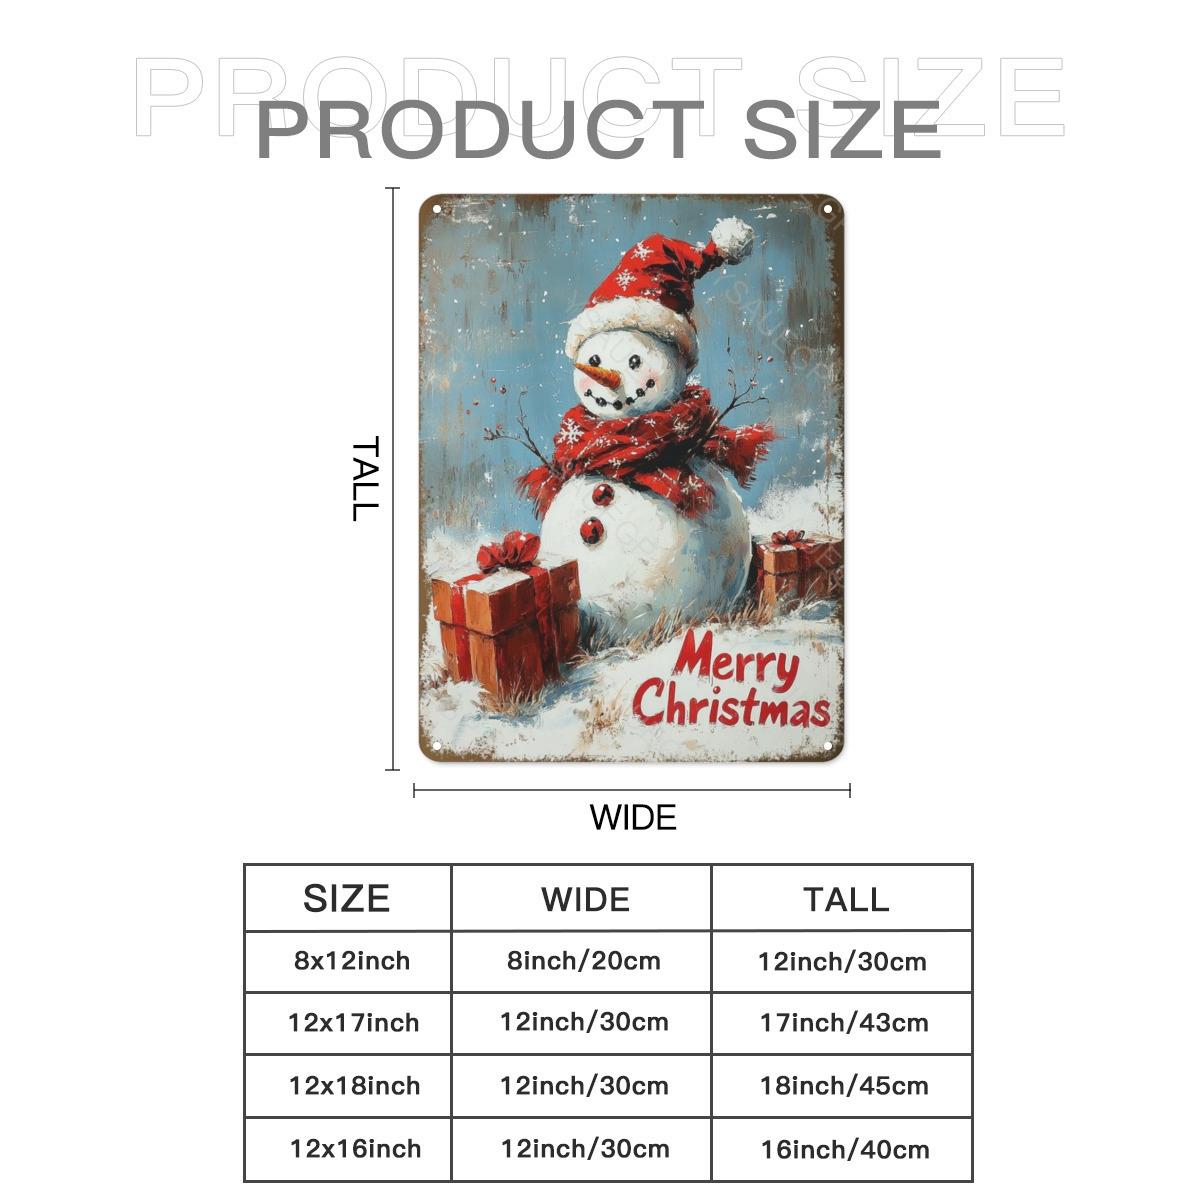 PRODUCT SIZE
PRODUCT SIZE
TALL
Merry
Christmas
WIDE
SIZE WIDE TALL
8x12inch 8inch/20cm 12inch/30cm
12x17inch 12inch/30cm 17inch/43cm
12x18inch 12inch/30cm 18inch/45cm
12x16inch 12inch/30cm 16inch/40cm